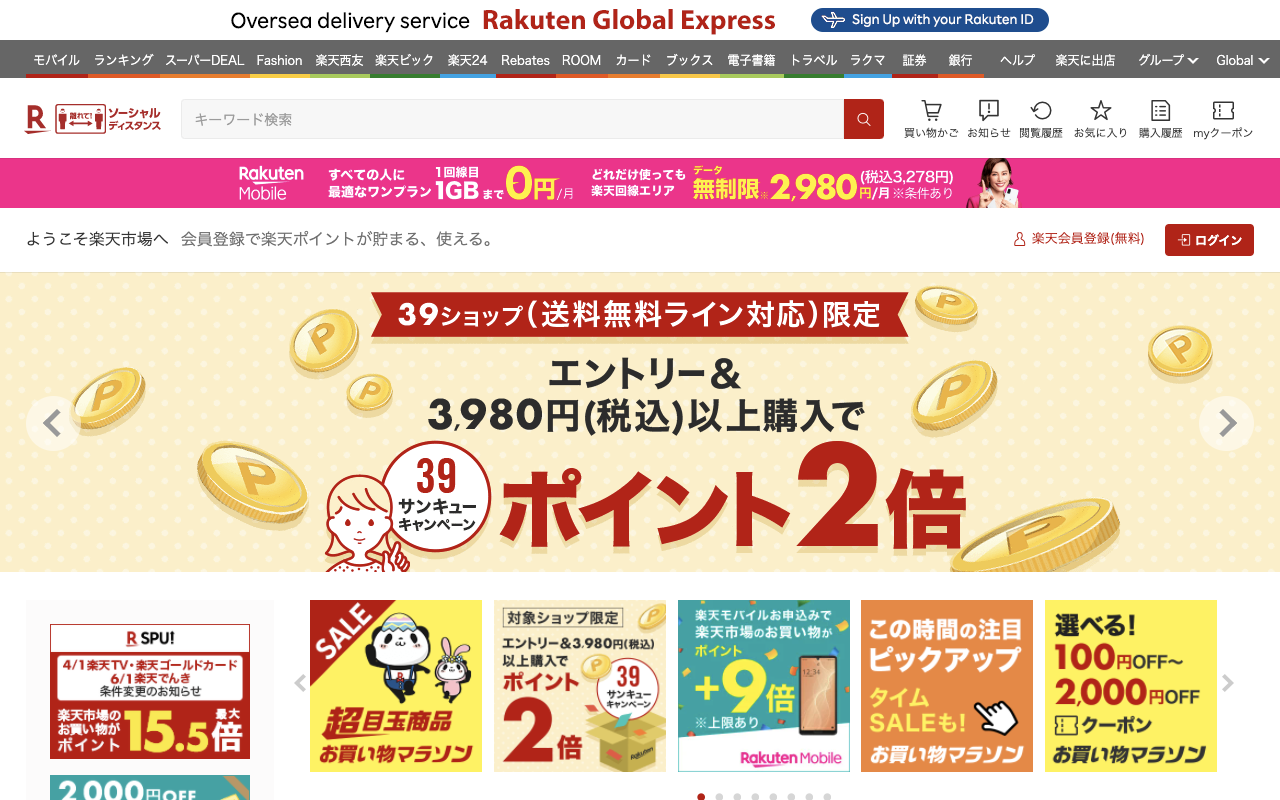 Oversea delivery service Rakuten Global Express Sign Up with your Rakuten ID
モバイル ランキング スーパーDEAL Fashion 楽天西友 楽天ビック 楽天24 Rebates ROOM カード ブックス 電子書籍 トラベル ラクマ 証券 銀行 ヘルプ 楽天に出店 グループ Global
R 離れて! ソーシャル
ディスタンス
キーワード検索
買い物かご お知らせ 閲覧履歴 お気に入り 購入履歴 myクーポン
Rakuten
Mobile
すべての人に
最適なワンプラン
1回線目
1GBまで0円/月
どれだけ使っても
楽天回線エリア
データ
無制限※2,980円/月
(税込3,278円)
※条件あり
ようこそ楽天市場へ 会員登録で楽天ポイントが貯まる、使える。
楽天会員登録(無料) ログイン
39ショップ(送料無料ライン対応)限定
エントリー&
3,980円(税込)以上購入で
39
サンキュー
キャンペーン
ポイント2倍
P
P
P
P
P
P
P
P
R SPU!
4/1楽天TV・楽天ゴールドカード
6/1楽天でんき
条件変更のお知らせ
楽天市場の
お買い物が
ポイント
15.5
最大
倍
2,000円OFF
SALE
超目玉商品
お買い物マラソン
対象ショップ限定
エントリー&3,980円(税込)
以上購入で
ポイント
2倍
39
サンキュー
キャンペーン
Rakuten
楽天モバイルお申込みで
楽天市場のお買い物が
ポイント
+9倍
※上限あり
12:34
Rakuten Mobile
この時間の注目
ピックアップ
タイム
SALEも!
お買い物マラソン
選べる!
100円OFF〜
2,000円OFF
クーポン
お買い物マラソン